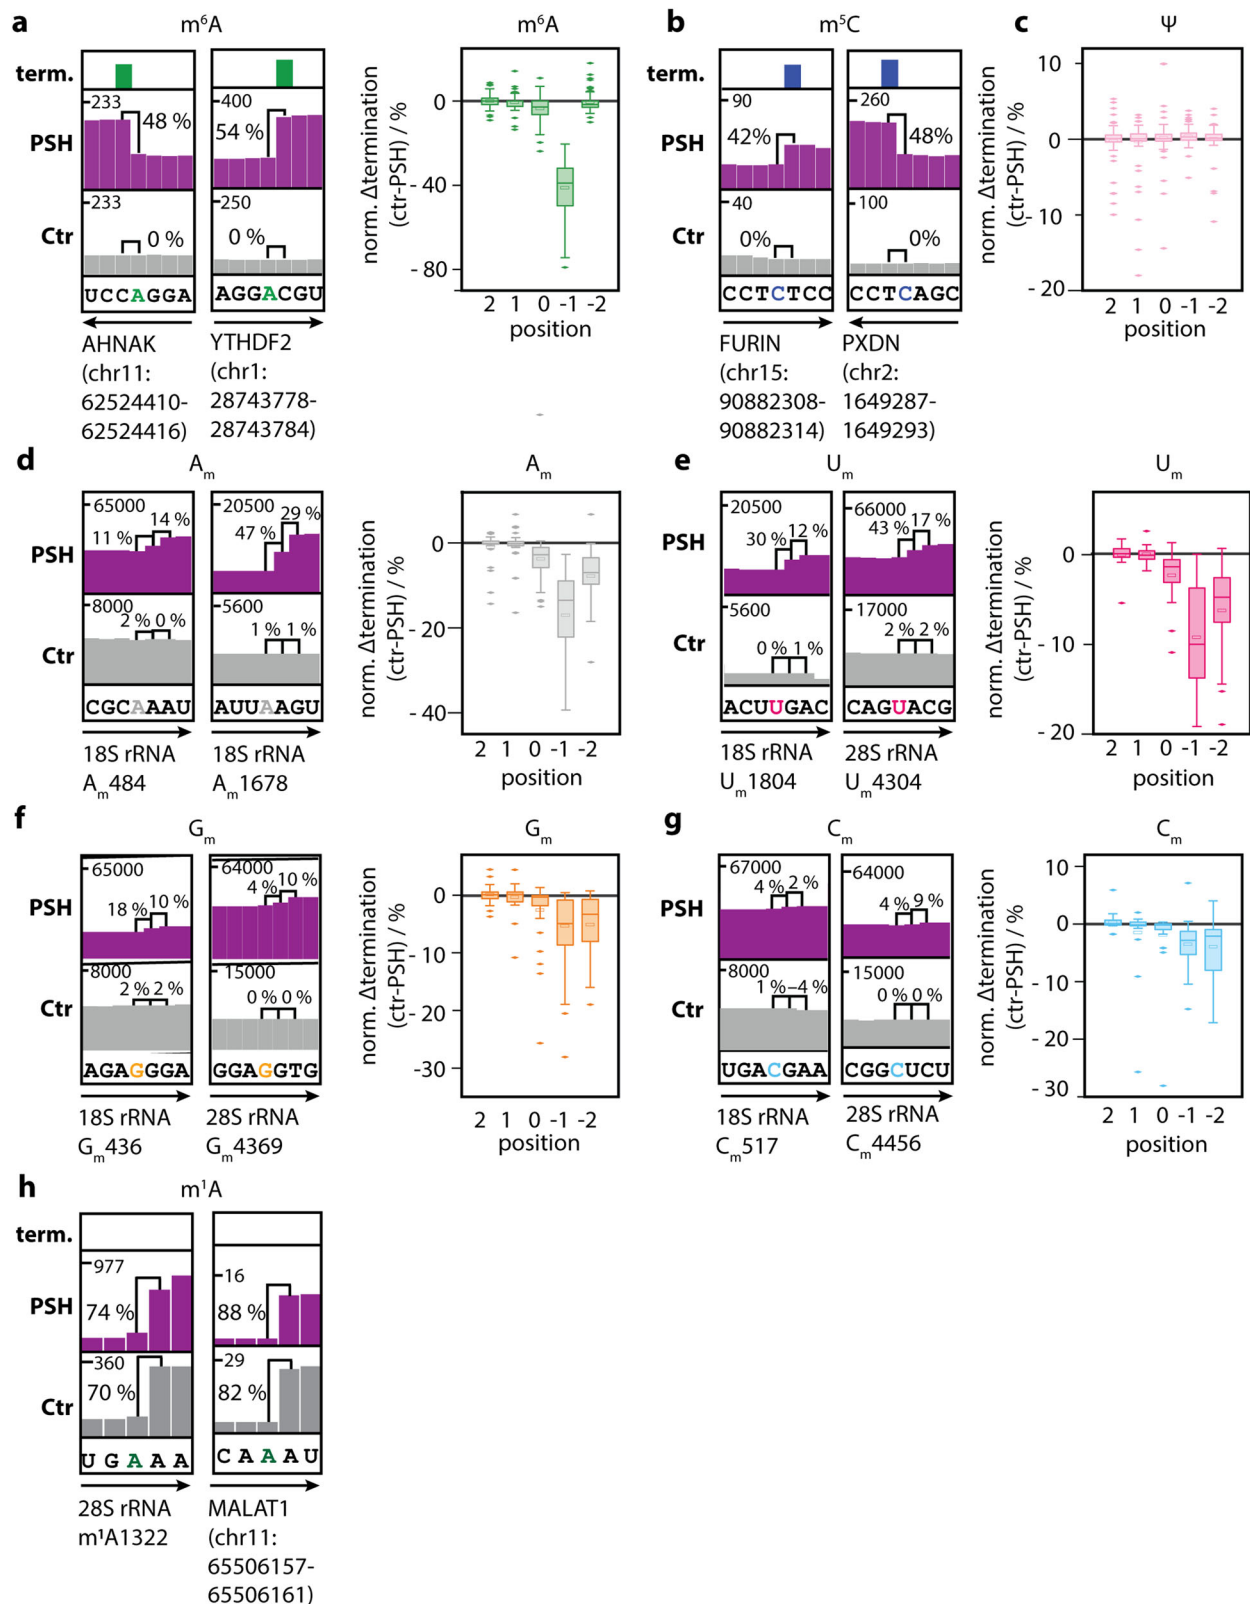 a
m⁶A
term.
233
48 %
PSH
233
Ctr
0 %
UCCAGGA
AHNAK
(chr11:
62524410-
62524416)
400
54 %
250
0 %
AGGACGU
YTHDF2
(chr1:
28743778-
28743784)
m⁶A
norm. Δtermination
(ctr-PSH) / %
0
- 40
- 80
2 1 0 -1 -2
position
b
m⁵C
90
42%
40
0%
CCTCTCC
FURIN
(chr15:
90882308-
90882314)
260
48%
100
0%
CCTCAGC
PXDN
(chr2:
1649287-
1649293)
c
Ψ
norm. Δtermination
(ctr-PSH) / %
10
0
- 10
- 20
2 1 0 -1 -2
position
d
Aₘ
65000
11 % 14 %
PSH
8000
2 % 0 %
Ctr
CGCAAAU
18S rRNA
Aₘ484
20500
47 % 29 %
5600
1 % 1 %
AUUAAGU
18S rRNA
Aₘ1678
Aₘ
norm. Δtermination
(ctr-PSH) / %
0
- 20
- 40
2 1 0 -1 -2
position
e
Uₘ
20500
30 % 12 %
PSH
5600
0 % 1 %
Ctr
ACUUGAC
18S rRNA
Uₘ1804
66000
43 % 17 %
17000
2 % 2 %
CAGUACG
28S rRNA
Uₘ4304
Uₘ
norm. Δtermination
(ctr-PSH) / %
0
- 10
- 20
2 1 0 -1 -2
position
f
Gₘ
65000
18 % 10 %
PSH
8000
2 % 2 %
Ctr
AGAGGGA
18S rRNA
Gₘ436
64000
4 % 10 %
15000
0 % 0 %
GGAGGTG
28S rRNA
Gₘ4369
Gₘ
norm. Δtermination
(ctr-PSH) / %
0
-10
- 20
-30
2 1 0 -1 -2
position
g
Cₘ
67000
4 % 2 %
PSH
8000
1 %–4 %
Ctr
UGACGAA
18S rRNA
Cₘ517
64000
4 % 9 %
15000
0 % 0 %
CGGCUCU
28S rRNA
Cₘ4456
Cₘ
norm. Δtermination
(ctr-PSH) / %
10
0
- 10
- 20
- 30
2 1 0 -1 -2
position
h
m¹A
term.
977
PSH
74 %
360
70 %
Ctr
UGAAA
28S rRNA
m¹A1322
16
88 %
29
82 %
CAAAU
MALAT1
(chr11:
65506157-
65506161)